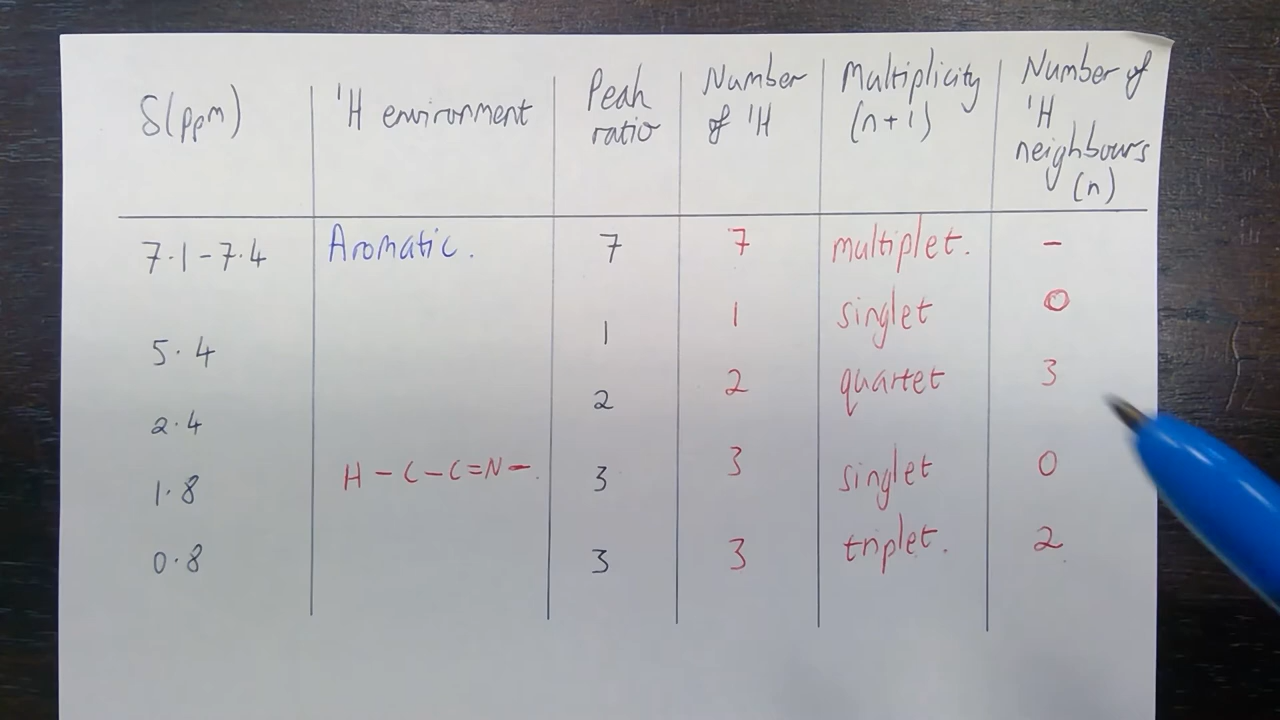 δ(ppm) ¹H environment Peak ratio Number of ¹H Multiplicity (n+1) Number of ¹H neighbours (n)
7.1-7.4 Aromatic. 7 7 multiplet. -
5.4 1 1 singlet 0
2.4 2 2 quartet 3
1.8 H-C-C=N- 3 3 singlet 0
0.8 3 3 triplet. 2